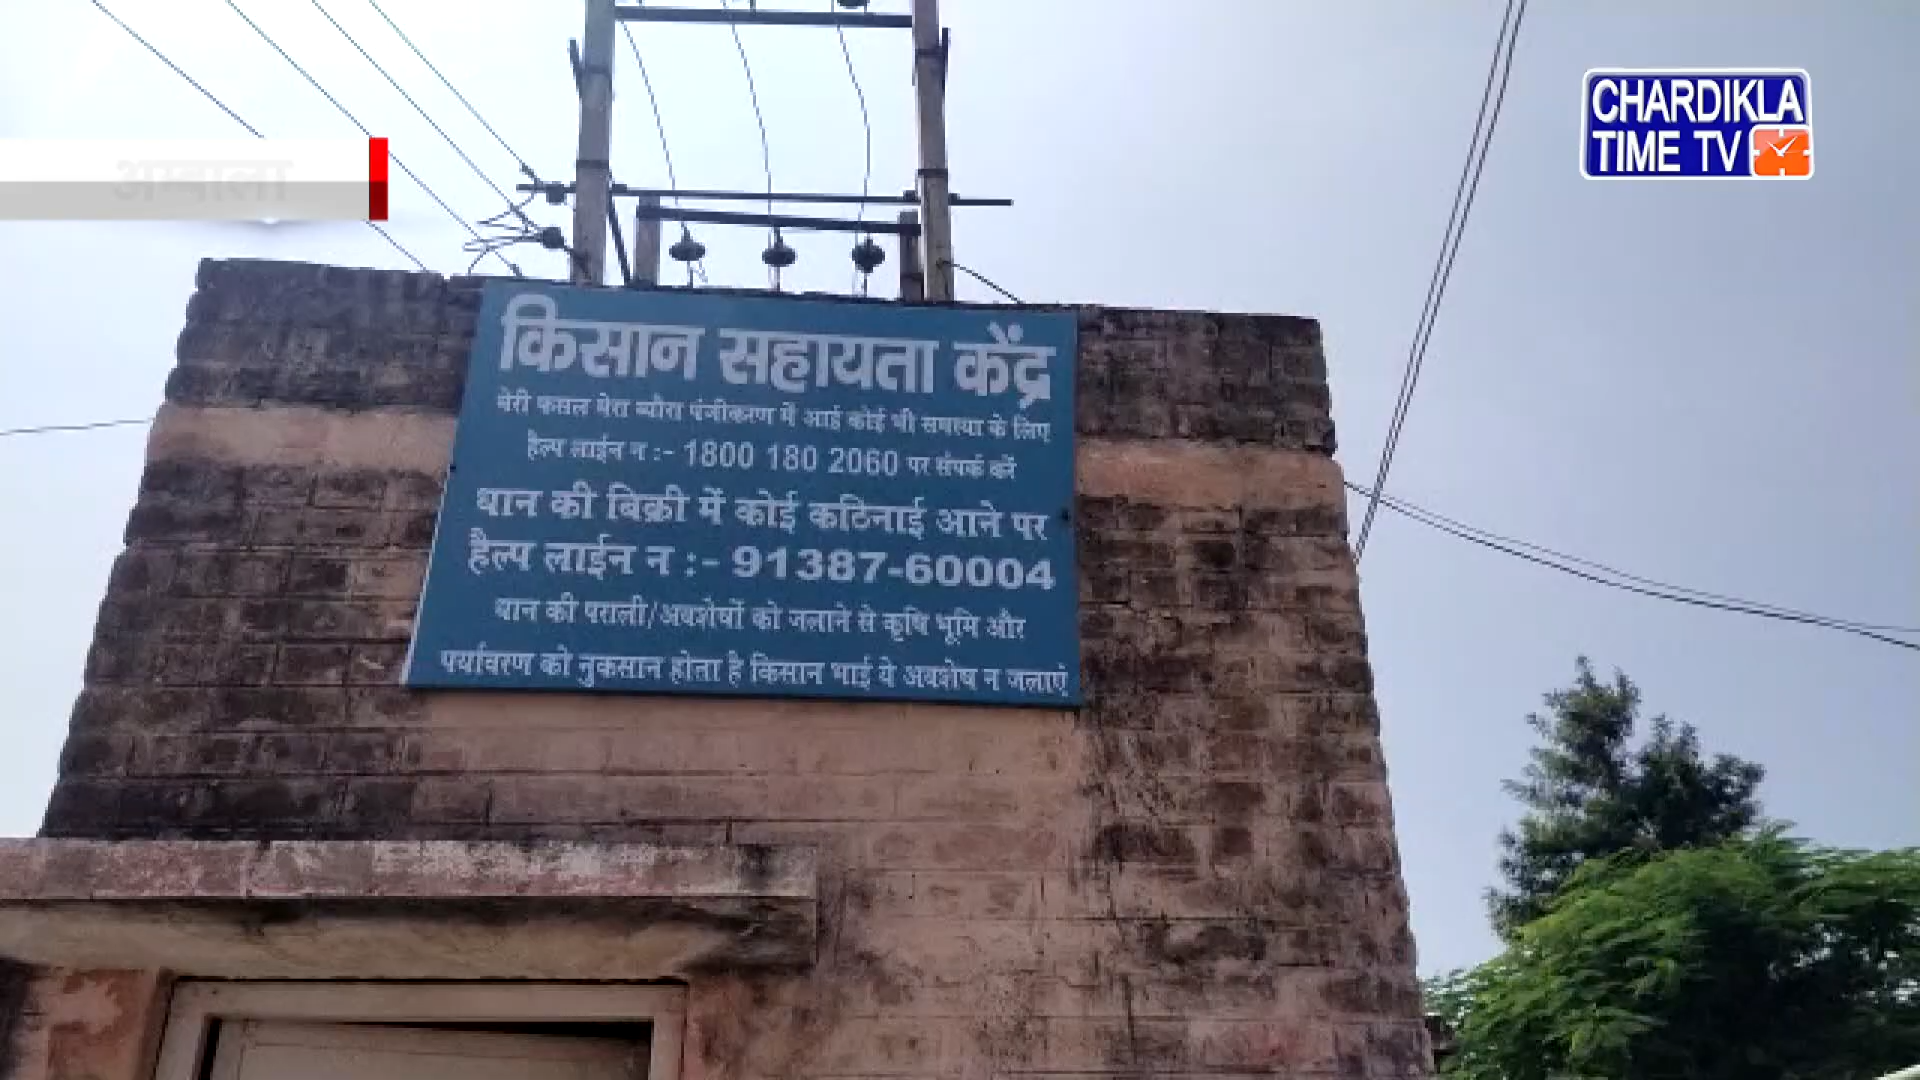 CHARDIKLA
TIME TV
अम्बाला
किसान सहायता केंद्र
मेरी फसल मेरा ब्यौरा पंजीकरण में आई कोई भी समस्या के लिए
हैल्प लाईन न :- 1800 180 2060 पर संपर्क करें
धान की बिक्री में कोई कठिनाई आने पर
हैल्प लाईन न :- 91387-60004
धान की पराली/अवशेषों को जलाने से कृषि भूमि और
पर्यावरण को नुकसान होता है किसान भाई ये अवशेष न जलाएं